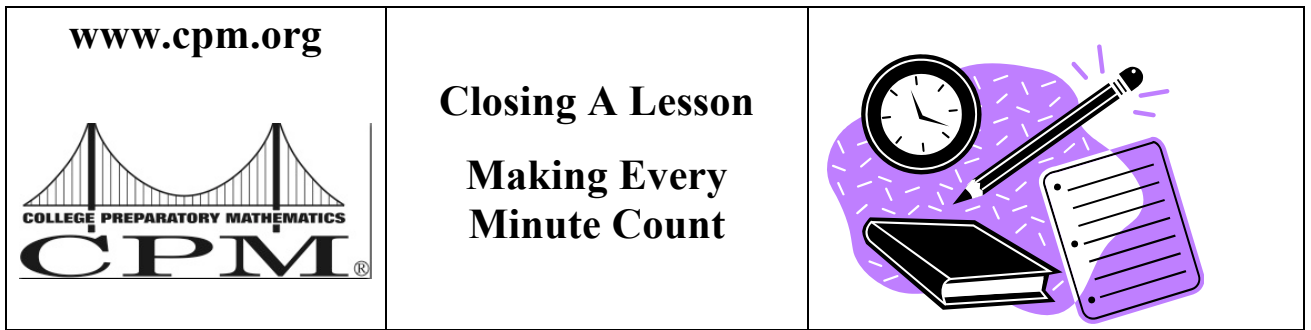 www.cpm.org
COLLEGE PREPARATORY MATHEMATICS
CPM®
Closing A Lesson
Making Every
Minute Count